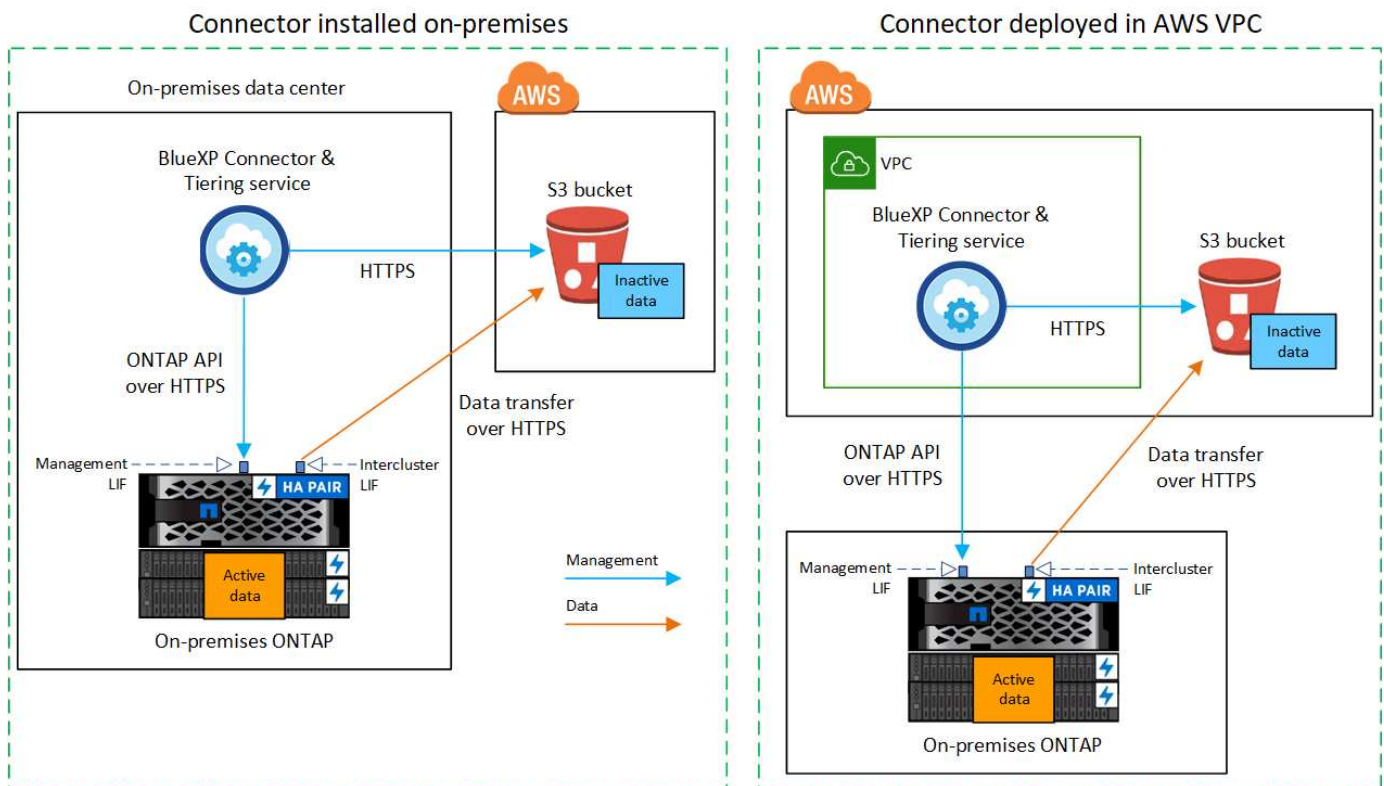 Connector installed on-premises
On-premises data center
AWS
BlueXP Connector &
Tiering service
S3 bucket
HTTPS
Inactive
data
ONTAP API
over HTTPS
Data transfer
over HTTPS
Management
LIF
HA PAIR
Intercluster
LIF
Active
data
On-premises ONTAP
Management
Data
Connector deployed in AWS VPC
AWS
VPC
BlueXP Connector &
Tiering service
S3 bucket
HTTPS
Inactive
data
ONTAP API
over HTTPS
Data transfer
over HTTPS
Management
LIF
HA PAIR
Intercluster
LIF
Active
data
On-premises ONTAP